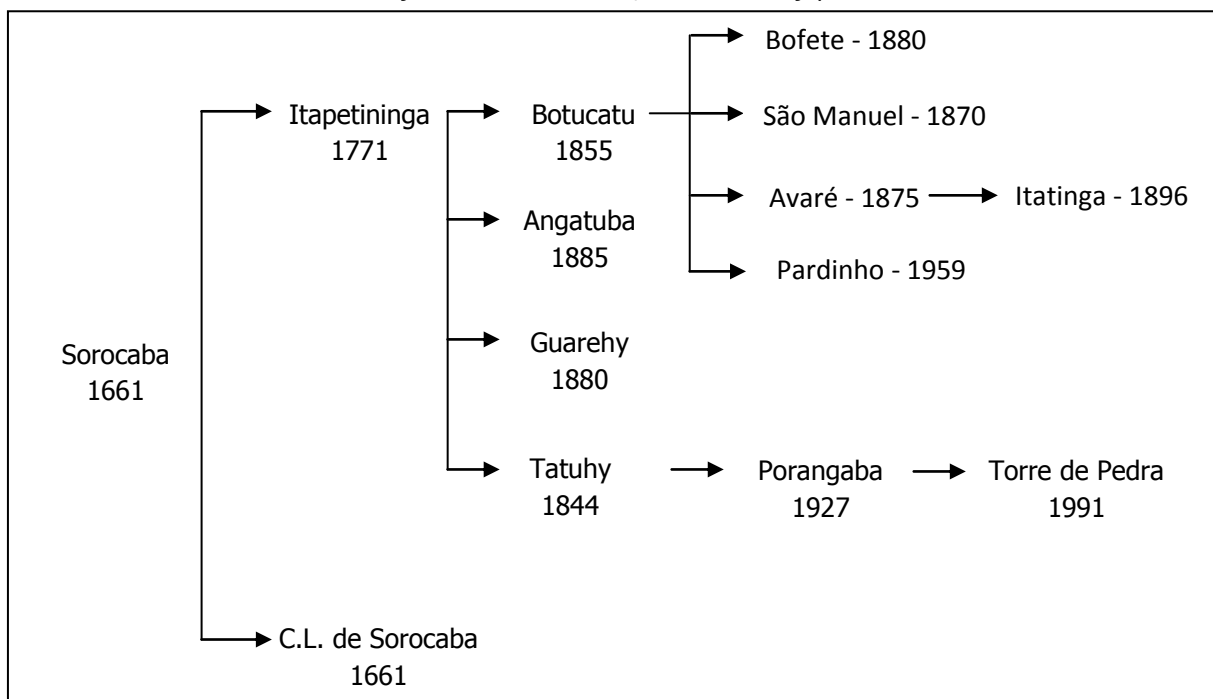 Bofete - 1880
Itapetininga
1771
Botucatu
1855
São Manuel - 1870
Avaré - 1875
Itatinga - 1896
Angatuba
1885
Pardinho - 1959
Sorocaba
1661
Guarehy
1880
Tatuhy
1844
Porangaba
1927
Torre de Pedra
1991
C.L. de Sorocaba
1661